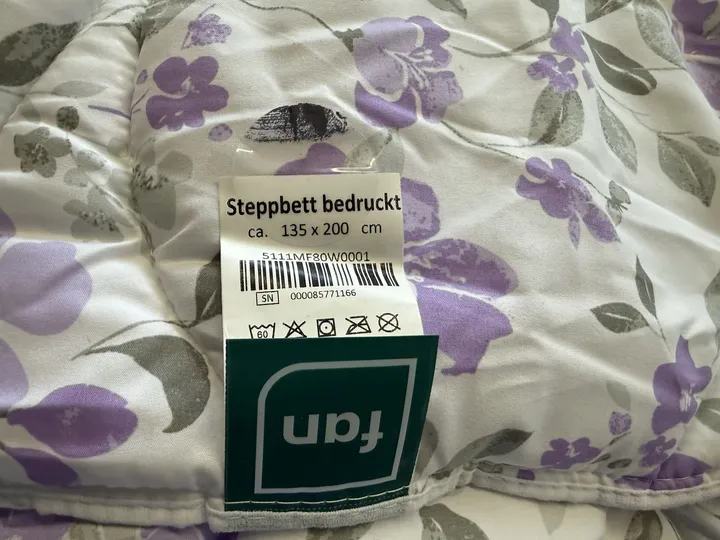 Steppbett bedruckt
ca. 135 x 200 cm
5111MF80W0001
SN 000085771166
60
fan